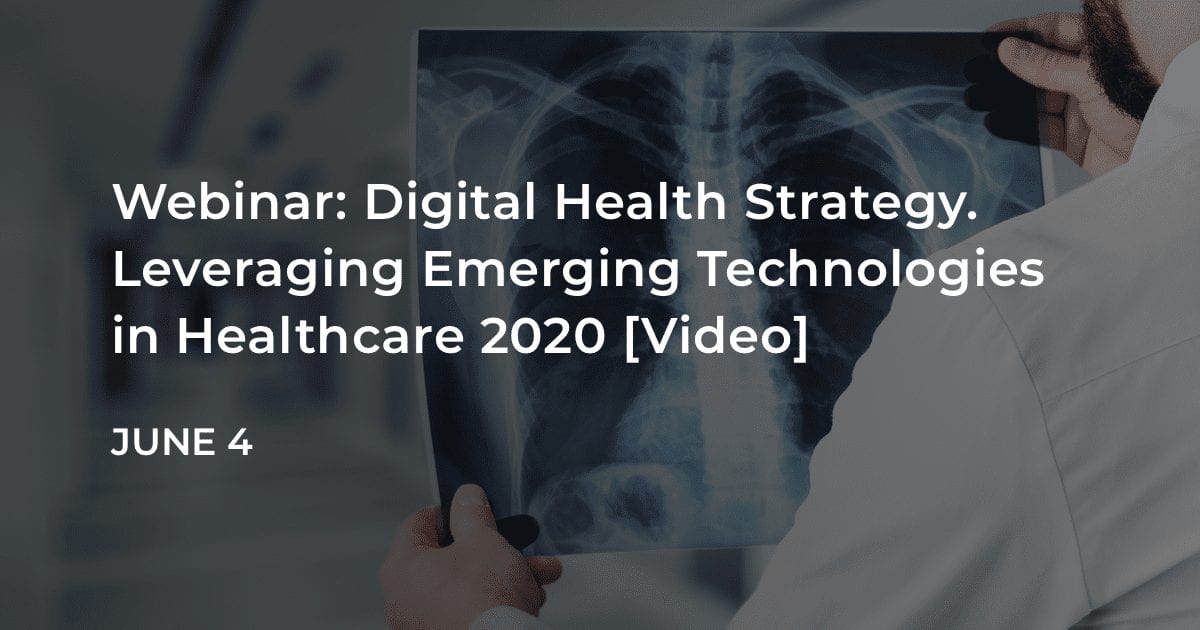 Webinar: Digital Health Strategy.
Leveraging Emerging Technologies
in Healthcare 2020 [Video]
JUNE 4